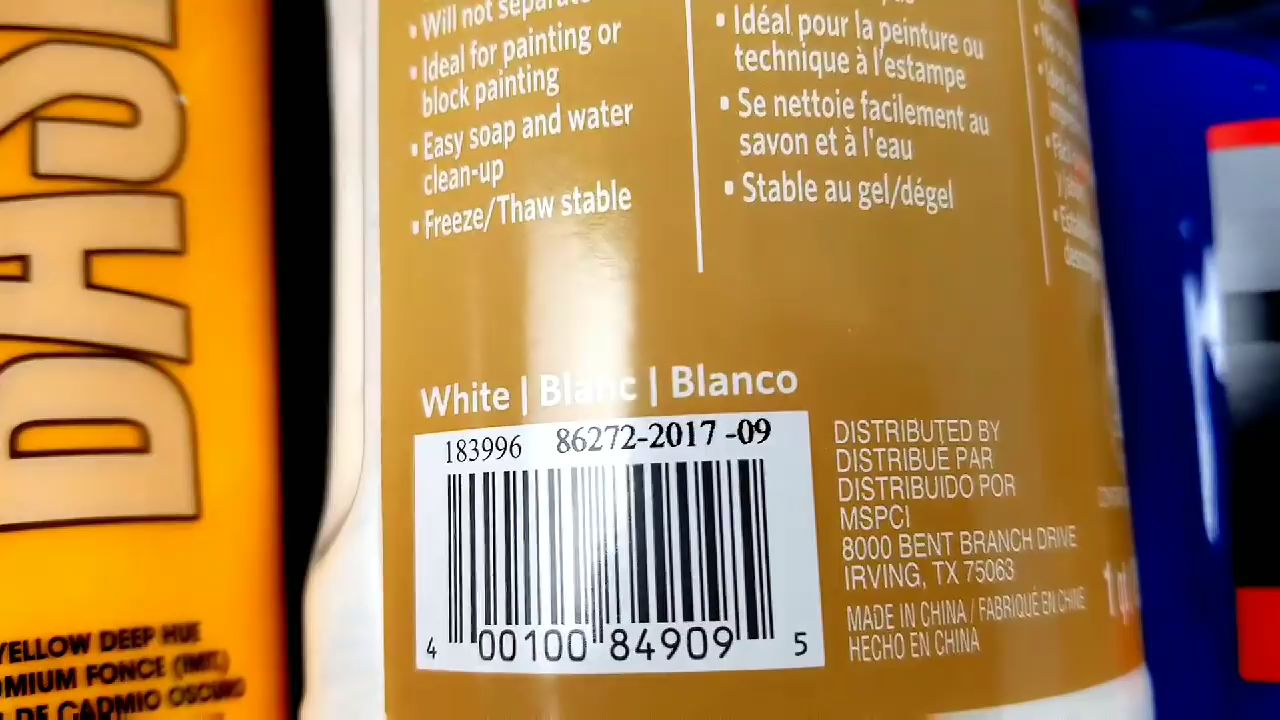 Will not separate
• Ideal for painting or
block painting
• Easy soap and water
clean-up
• Freeze/Thaw stable
• Idéal pour la peinture ou
technique à l'estampe
• Se nettoie facilement au
savon et à l'eau
• Stable au gel/dégel
White | Blanc | Blanco
183996 86272-2017 -09
4 00100 84909 5
DISTRIBUTED BY
DISTRIBUÉ PAR
DISTRIBUIDO POR
MSPCI
8000 BENT BRANCH DRIVE
IRVING, TX 75063
MADE IN CHINA / FABRIQUÉ EN CHINE
HECHO EN CHINA
YELLOW DEEP HUE
FONCE (IMIT.)
DE CADMIO OSCURO